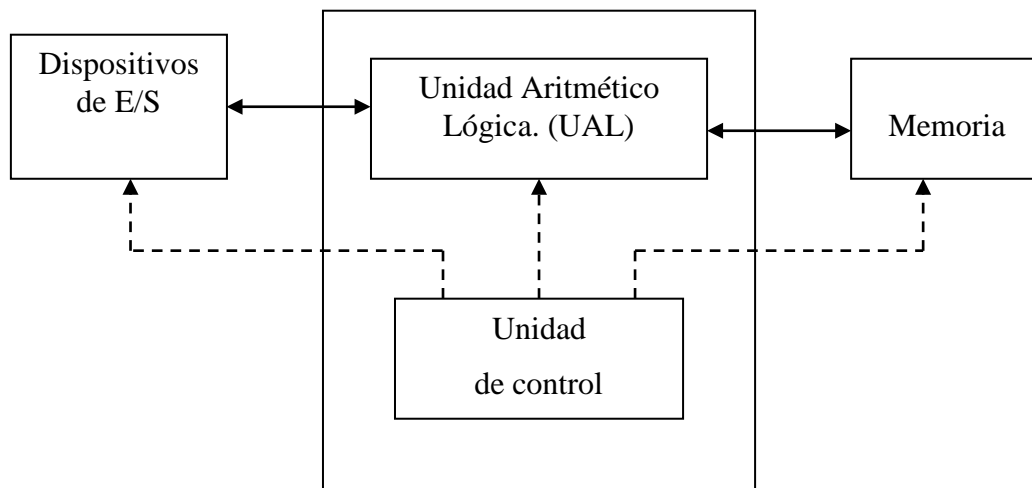 Dispositivos
de E/S
Unidad Aritmético
Lógica. (UAL)
Memoria
Unidad
de control